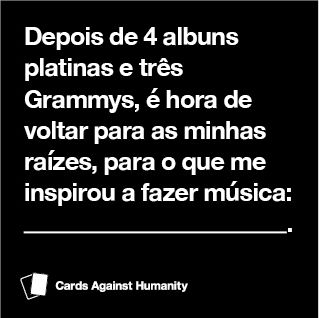 Depois de 4 albuns
platinas e três
Grammys, é hora de
voltar para as minhas
raízes, para o que me
inspirou a fazer música:
____________________.
Cards Against Humanity